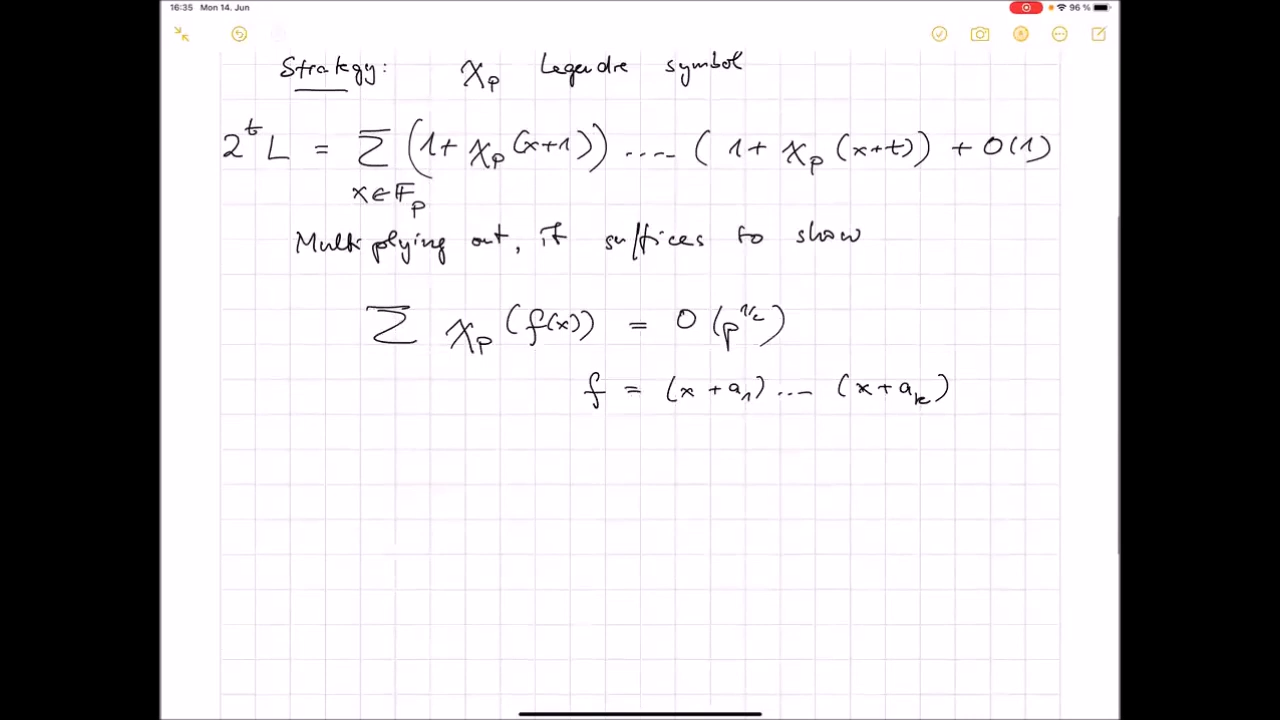 16:35 Mon 14. Jun 96 %
Strategy: χ_p Legendre symbol
2^t L = Σ_{x∈𝔽_p} (1 + χ_p(x+1)) .... (1 + χ_p(x+t)) + O(1)
Multiplying out, it suffices to show
Σ χ_p(f(x)) = O(p^{1/2})
f = (x + a_1) .... (x + a_k)